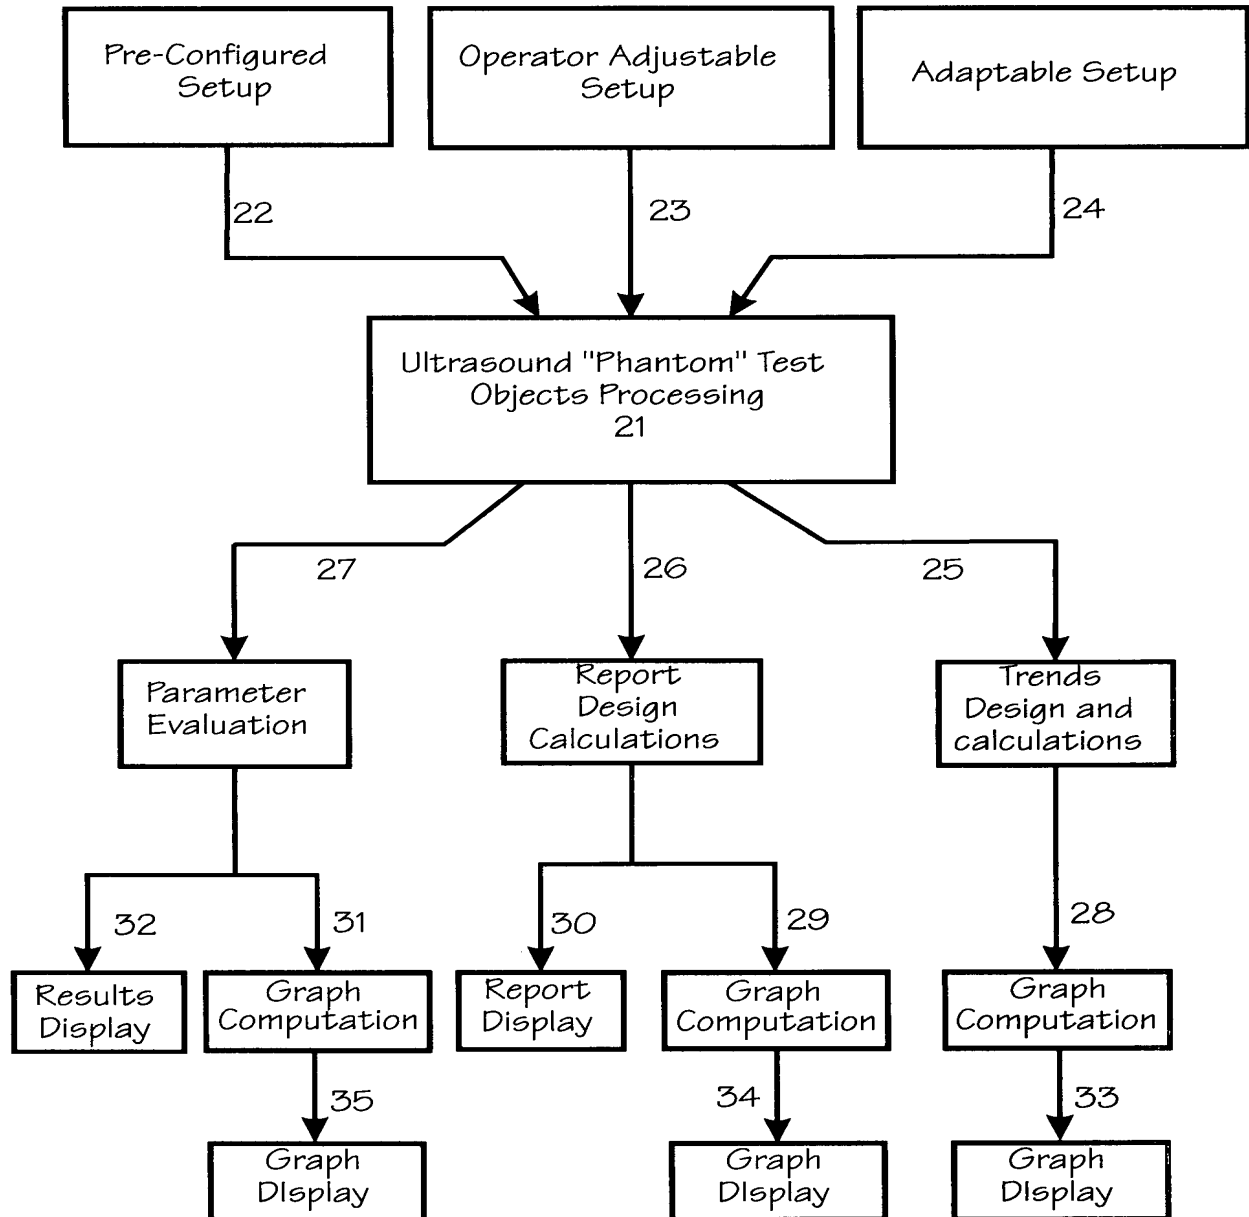 Pre-Configured
Setup
Operator Adjustable
Setup
Adaptable Setup
22
23
24
Ultrasound "Phantom" Test
Objects Processing
21
27
26
25
Parameter
Evaluation
Report
Design
Calculations
Trends
Design and
calculations
32
31
30
29
28
Results
Display
Graph
Computation
Report
Display
Graph
Computation
Graph
Computation
35
34
33
Graph
DIsplay
Graph
DIsplay
Graph
DIsplay